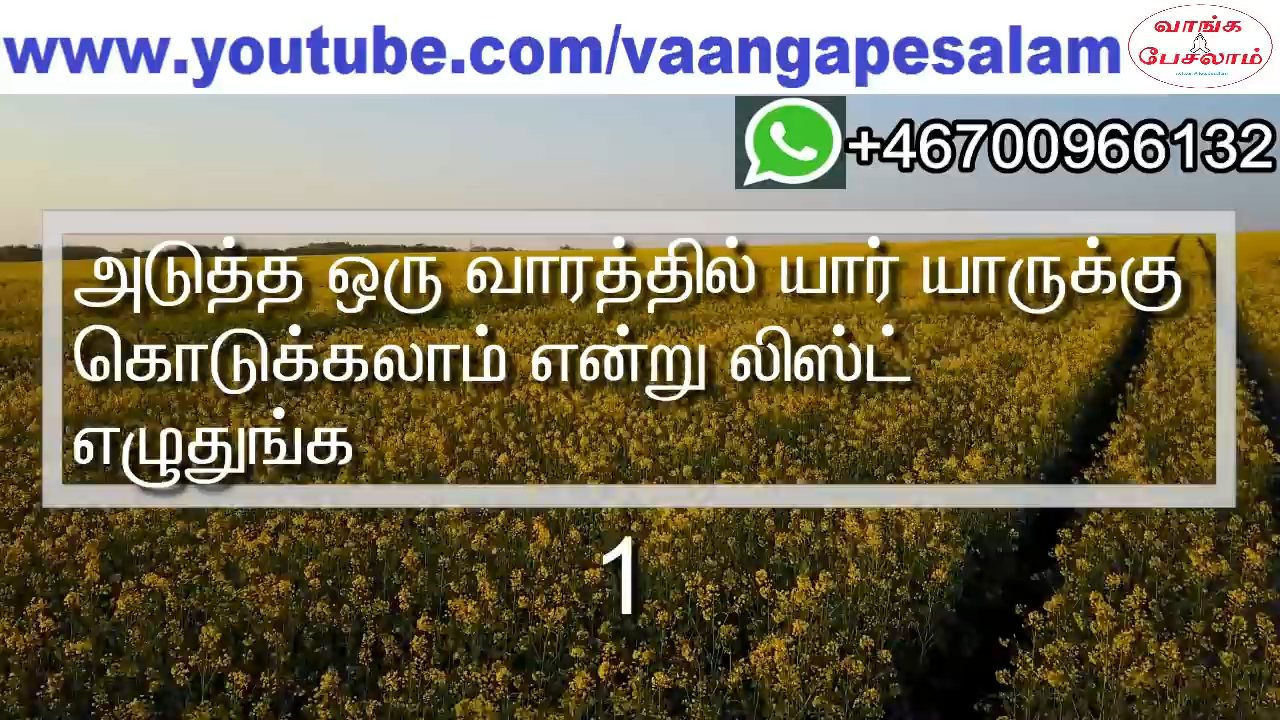 www.youtube.com/vaangapesalam
வாங்க
பேசலாம்
+46700966132
அடுத்த ஒரு வாரத்தில் யார் யாருக்கு
கொடுக்கலாம் என்று லிஸ்ட்
எழுதுங்க
1